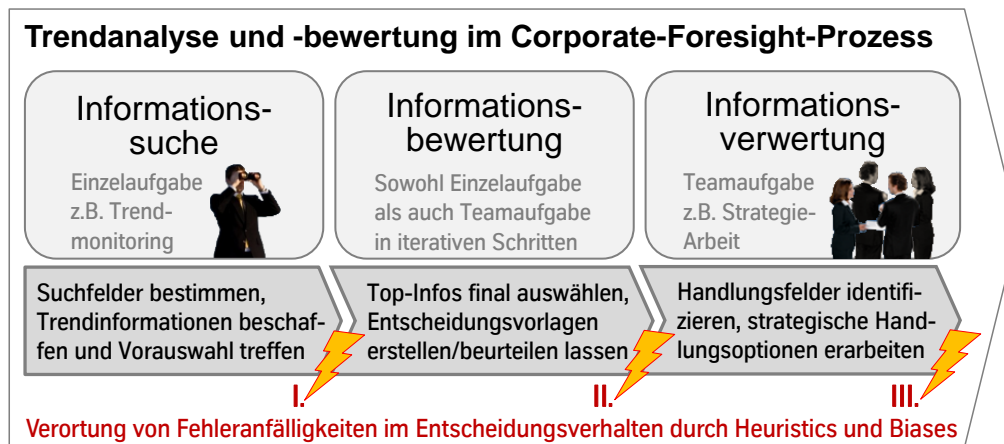 Trendanalyse und -bewertung im Corporate-Foresight-Prozess
Informations-
suche
Einzelaufgabe
z.B. Trend-
monitoring
Informations-
bewertung
Sowohl Einzelaufgabe
als auch Teamaufgabe
in iterativen Schritten
Informations-
verwertung
Teamaufgabe
z.B. Strategie-
Arbeit
Suchfelder bestimmen,
Trendinformationen beschaf-
fen und Vorauswahl treffen
I.
Top-Infos final auswählen,
Entscheidungsvorlagen
erstellen/beurteilen lassen
II.
Handlungsfelder identifi-
zieren, strategische Hand-
lungsoptionen erarbeiten
III.
Verortung von Fehleranfälligkeiten im Entscheidungsverhalten durch Heuristics und Biases